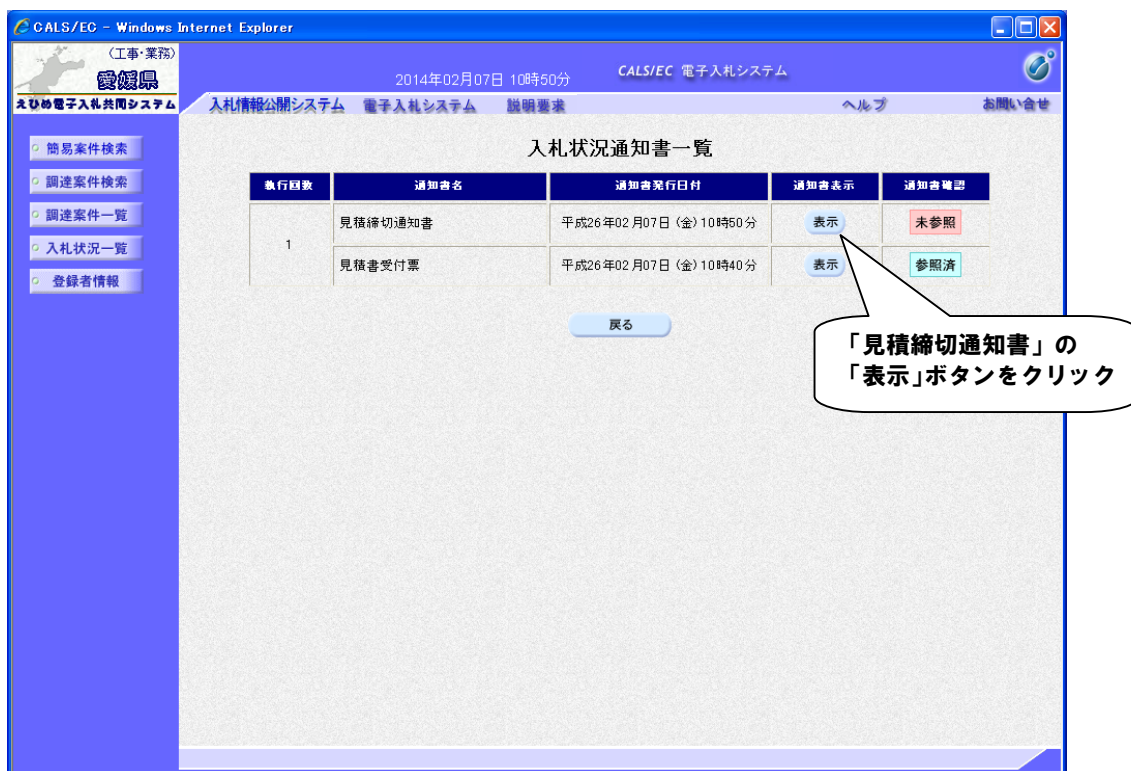 CALS/EC - Windows Internet Explorer
（工事･業務）
愛媛県
えひめ電子入札共同システム
2014年02月07日 10時50分
CALS/EC 電子入札システム
入札情報公開システム 電子入札システム 説明要求 ヘルプ お問い合せ
簡易案件検索
調達案件検索
調達案件一覧
入札状況一覧
登録者情報
入札状況通知書一覧
執行回数 通知書名 通知書発行日付 通知書表示 通知書確認
1
見積締切通知書 平成26年02月07日（金）10時50分 表示 未参照
見積書受付票 平成26年02月07日（金）10時40分 表示 参照済
戻る
「見積締切通知書」の
「表示」ボタンをクリック